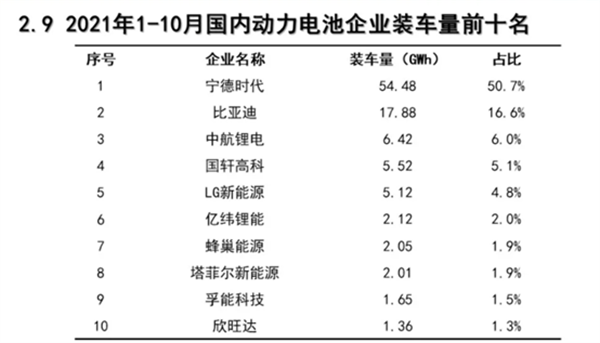 2.9 2021年1-10月国内动力电池企业装车量前十名
序号 企业名称 装车量（GWh） 占比
1 宁德时代 54.48 50.7%
2 比亚迪 17.88 16.6%
3 中航锂电 6.42 6.0%
4 国轩高科 5.52 5.1%
5 LG新能源 5.12 4.8%
6 亿纬锂能 2.12 2.0%
7 蜂巢能源 2.05 1.9%
8 塔菲尔新能源 2.01 1.9%
9 孚能科技 1.65 1.5%
10 欣旺达 1.36 1.3%